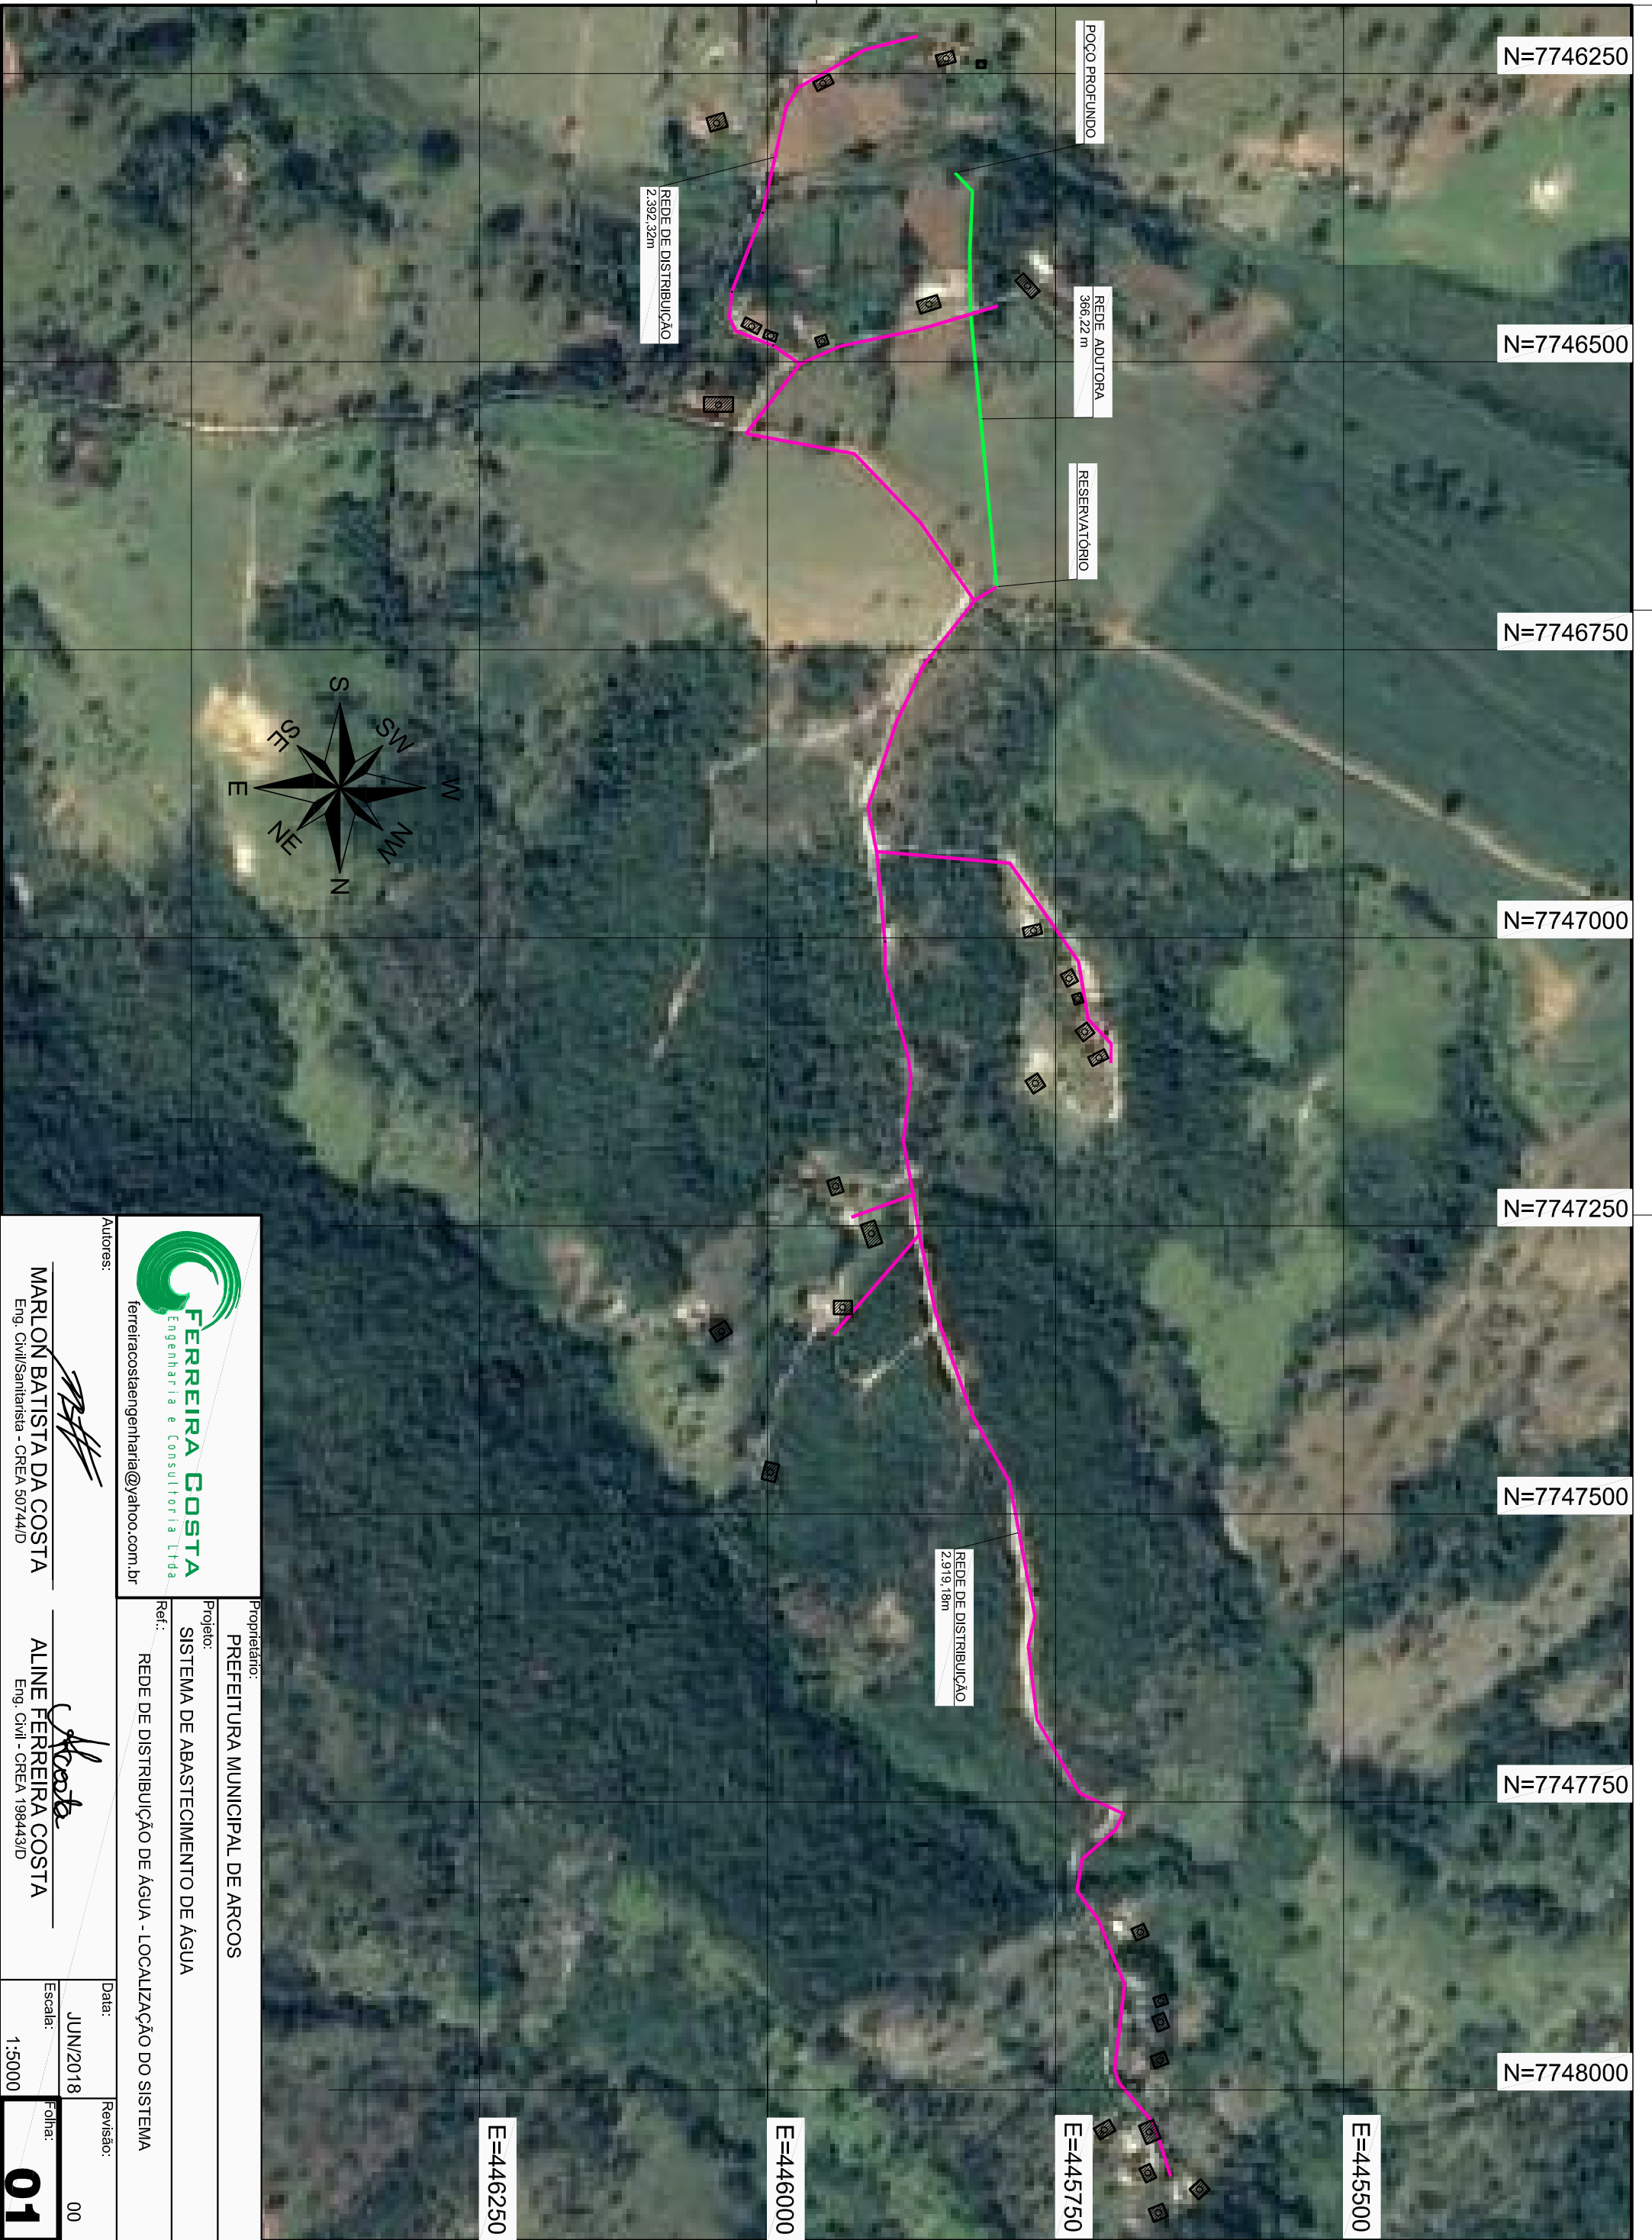 N=7746250
N=7746500
N=7746750
N=7747000
N=7747250
N=7747500
N=7747750
N=7748000
E=445500
E=445750
E=446000
E=446250
POÇO PROFUNDO
REDE ADUTORA
366,22 m
RESERVATÓRIO
REDE DE DISTRIBUIÇÃO
2.392,32m
REDE DE DISTRIBUIÇÃO
2.919,18m
S
SW
W
NW
N
NE
E
SE
FERREIRA COSTA
Engenharia e Consultoria Ltda
ferreiracostaengenharia@yahoo.com.br
Proprietário:
PREFEITURA MUNICIPAL DE ARCOS
Projeto:
SISTEMA DE ABASTECIMENTO DE ÁGUA
Ref.:
REDE DE DISTRIBUIÇÃO DE ÁGUA - LOCALIZAÇÃO DO SISTEMA
Autores:
MARLON BATISTA DA COSTA
Eng. Civil/Sanitarista - CREA 50744/D
ALINE FERREIRA COSTA
Eng. Civil - CREA 198443/D
Data:
JUN/2018
Revisão:
00
Escala:
1:5000
Folha:
01